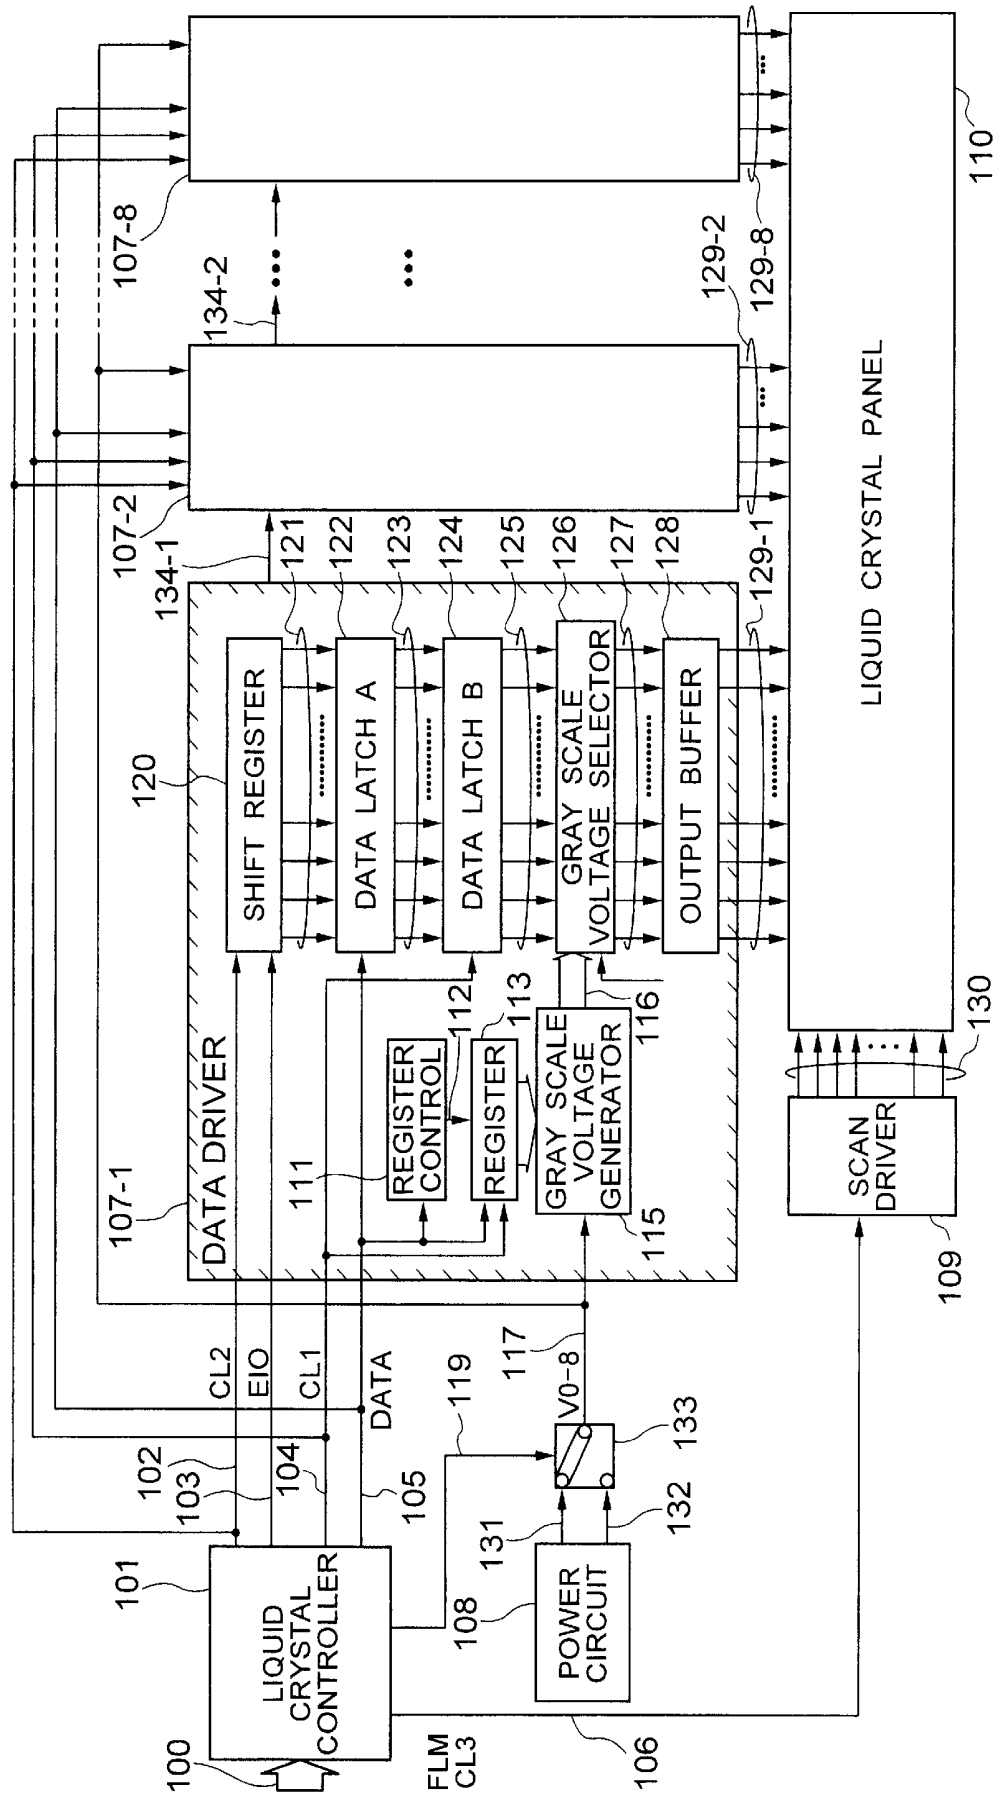 100
LIQUID
CRYSTAL
CONTROLLER
101
102
103
104
105
CL2
EIO
CL1
DATA
FLM
CL3
106
119
POWER
CIRCUIT
108
131
132
133
V0-8
117
107-1
DATA DRIVER
111
REGISTER
CONTROL
112
REGISTER
113
GRAY SCALE
VOLTAGE
GENERATOR
115
116
120
SHIFT REGISTER
121
DATA LATCH A
122
123
DATA LATCH B
124
125
GRAY SCALE
VOLTAGE SELECTOR
126
127
OUTPUT BUFFER
128
129-1
134-1
107-2
134-2
129-2
107-8
129-8
SCAN
DRIVER
109
130
LIQUID CRYSTAL PANEL
110